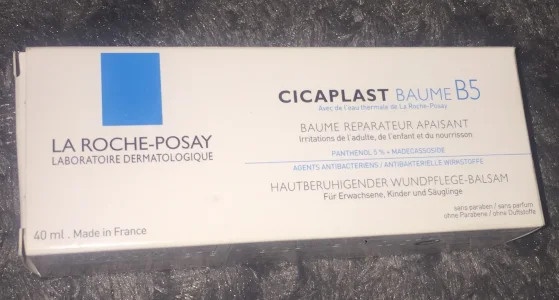 LA ROCHE-POSAY
LABORATOIRE DERMATOLOGIQUE
40 ml . Made in France
CICAPLAST BAUME B5
Avec de l'eau thermale de La Roche-Posay
BAUME RÉPARATEUR APAISANT
Irritations de l'adulte, de l'enfant et du nourrisson.
PANTHENOL 5 % + MADECASSOSIDE
AGENTS ANTIBACTERIENS / ANTIBAKTERIELLE WIRKSTOFFE
HAUTBERUHIGENDER WUNDPFLEGE-BALSAM
Für Erwachsene, Kinder und Säuglinge
sans paraben / sans parfum
ohne Parabene / ohne Duftstoffe